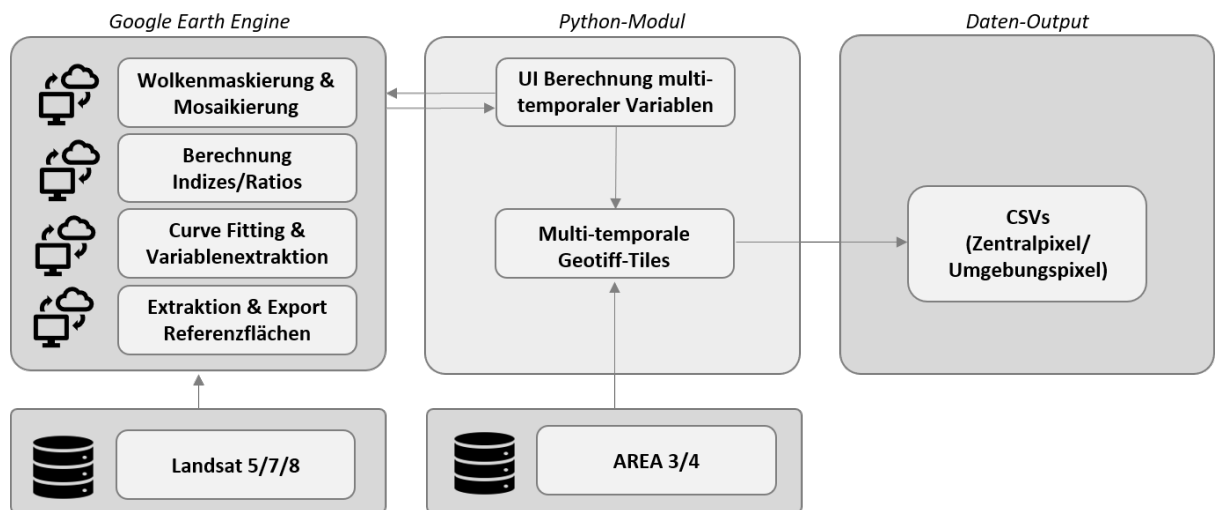 Google Earth Engine
Wolkenmaskierung &
Mosaikierung
Berechnung
Indizes/Ratios
Curve Fitting &
Variablenextraktion
Extraktion & Export
Referenzflächen
Landsat 5/7/8
Python-Modul
UI Berechnung multi-
temporaler Variablen
Multi-temporale
Geotiff-Tiles
AREA 3/4
Daten-Output
CSVs
(Zentralpixel/
Umgebungspixel)